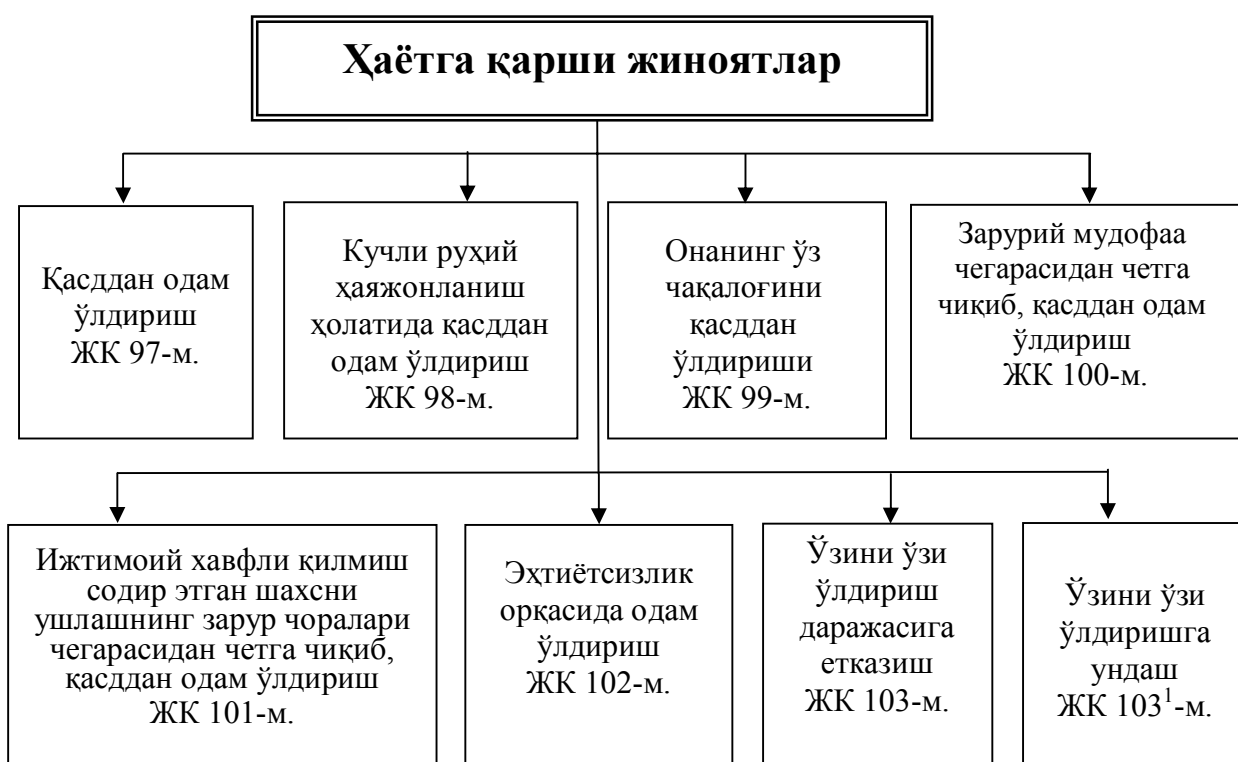 Ҳаётга қарши жиноятлар
Қасддан одам
ўлдириш
ЖК 97-м.
Кучли руҳий
ҳаяжонланиш
ҳолатида қасддан
одам ўлдириш
ЖК 98-м.
Онанинг ўз
чақалоғини
қасддан
ўлдириши
ЖК 99-м.
Зарурий мудофаа
чегарасидан четга
чиқиб, қасддан одам
ўлдириш
ЖК 100-м.
Ижтимоий хавфли қилмиш
содир этган шахсни
ушлашнинг зарур чоралари
чегарасидан четга чиқиб,
қасддан одам ўлдириш
ЖК 101-м.
Эҳтиётсизлик
орқасида одам
ўлдириш
ЖК 102-м.
Ўзини ўзи
ўлдириш
даражасига
етказиш
ЖК 103-м.
Ўзини ўзи
ўлдиришга
ундаш
ЖК 103¹-м.